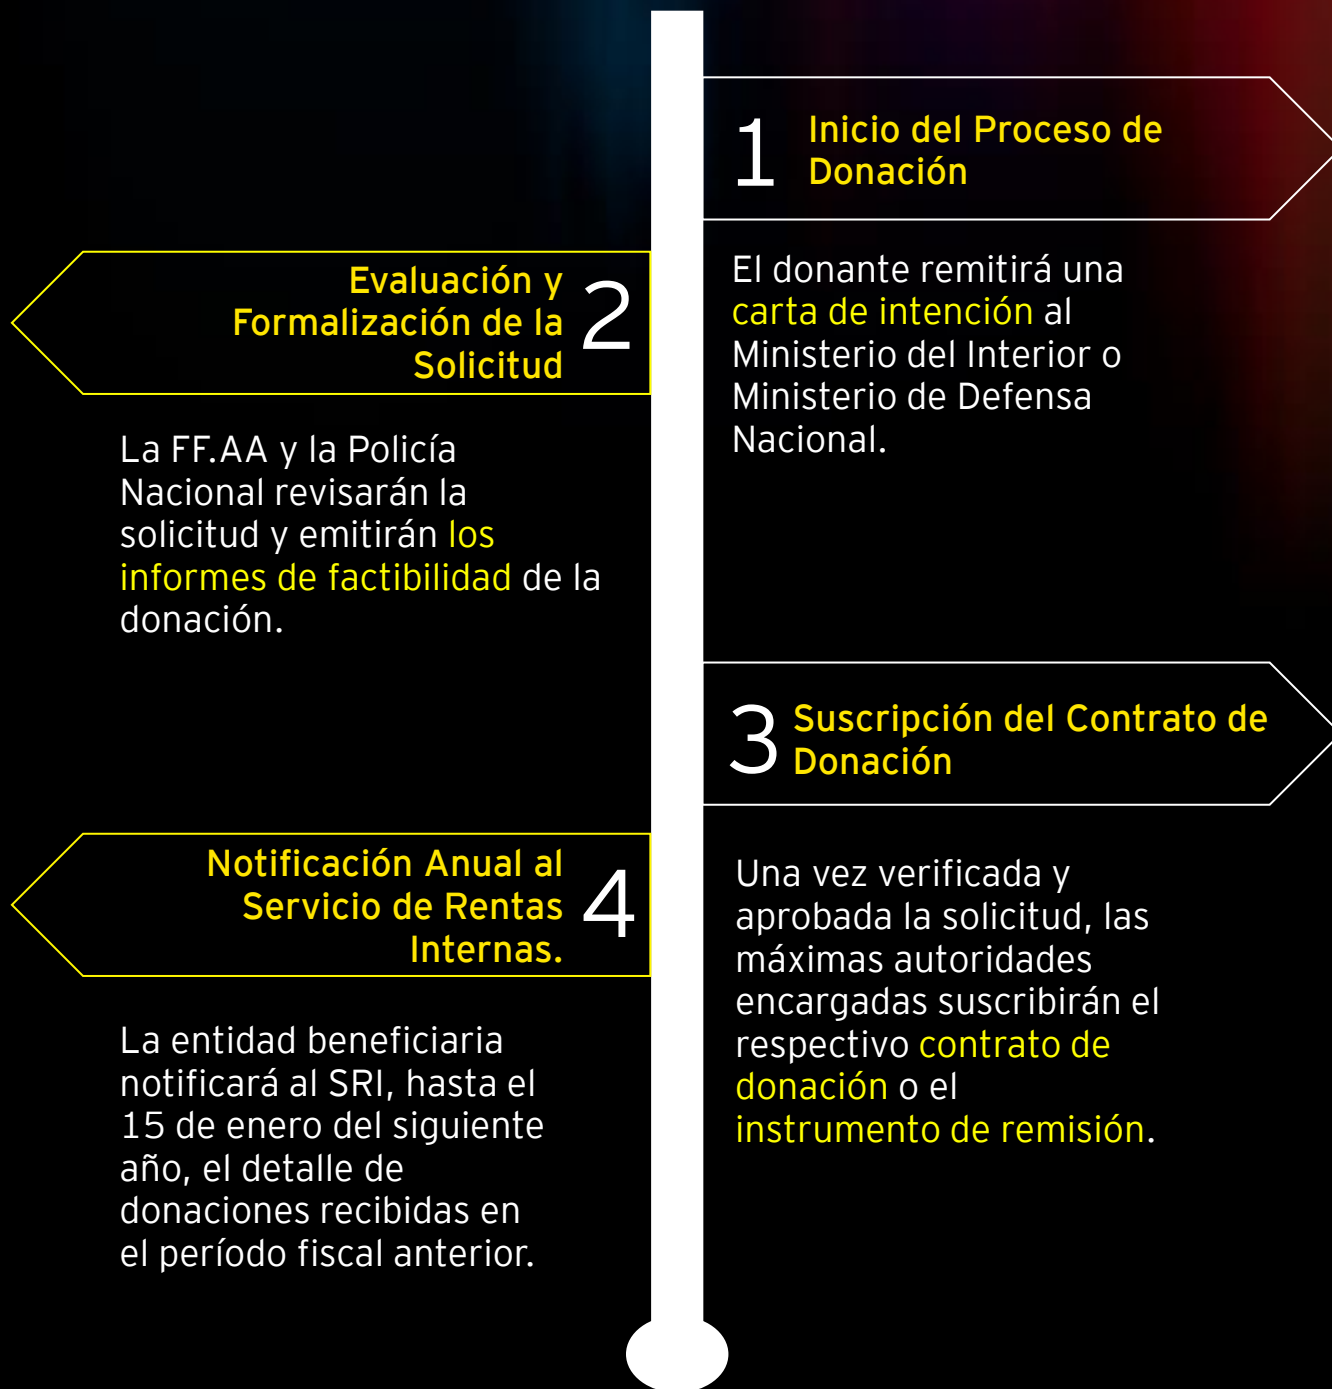 1
Inicio del Proceso de
Donación
El donante remitirá una
carta de intención al
Ministerio del Interior o
Ministerio de Defensa
Nacional.
2
Evaluación y
Formalización de la
Solicitud
La FF.AA y la Policía
Nacional revisarán la
solicitud y emitirán los
informes de factibilidad de la
donación.
3
Suscripción del Contrato de
Donación
Una vez verificada y
aprobada la solicitud, las
máximas autoridades
encargadas suscribirán el
respectivo contrato de
donación o el
instrumento de remisión.
4
Notificación Anual al
Servicio de Rentas
Internas.
La entidad beneficiaria
notificará al SRI, hasta el
15 de enero del siguiente
año, el detalle de
donaciones recibidas en
el período fiscal anterior.